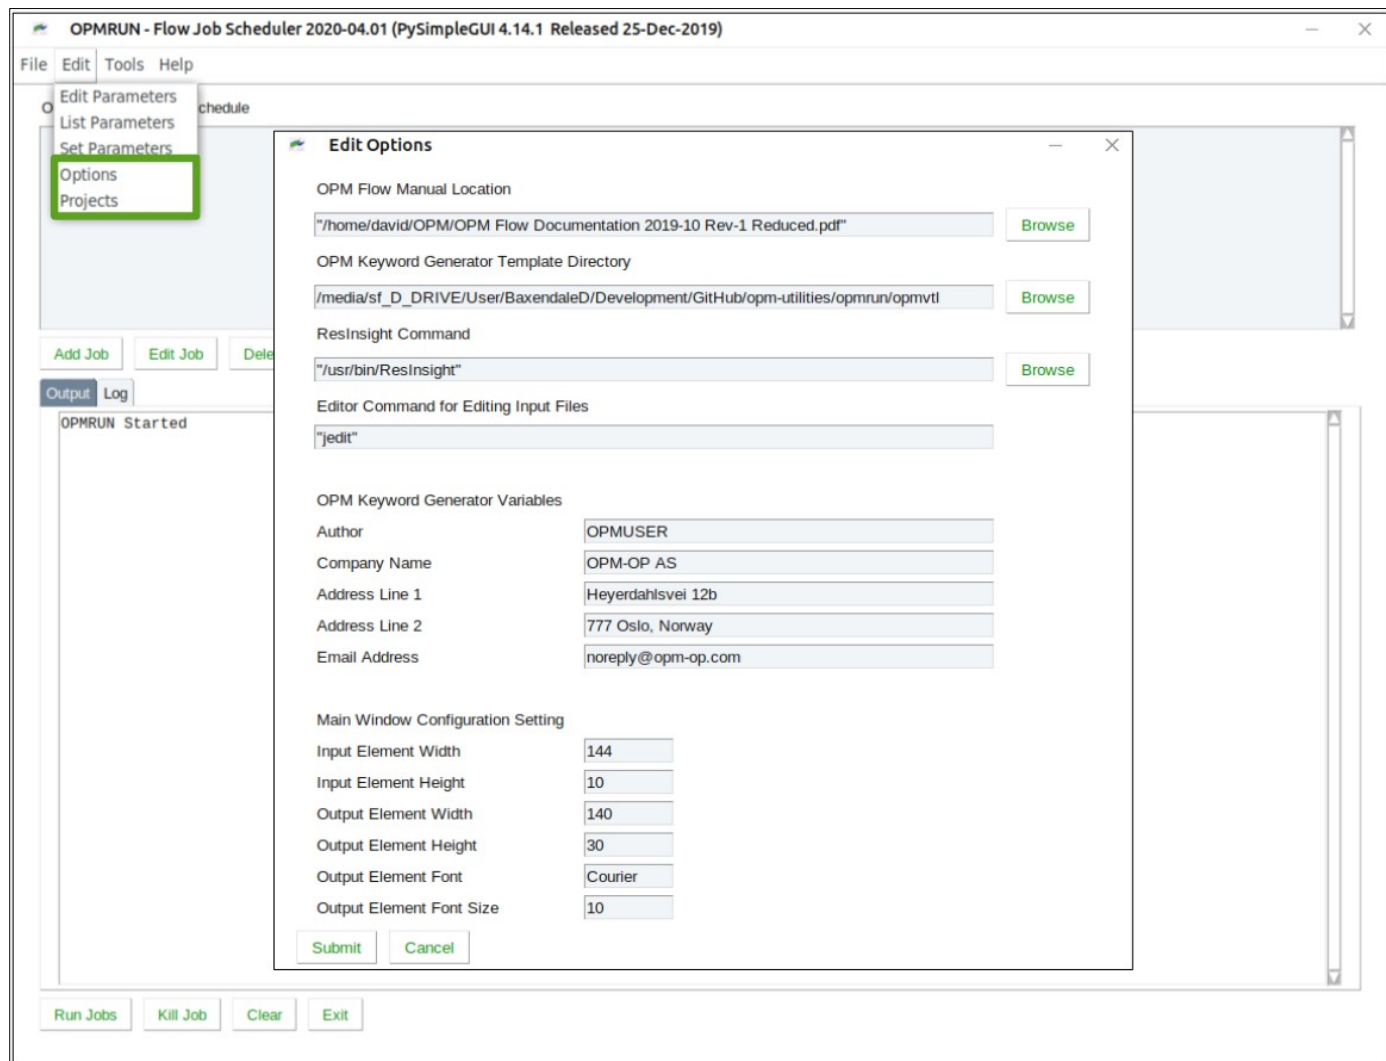 OPMRUN - Flow Job Scheduler 2020-04.01 (PySimpleGUI 4.14.1 Released 25-Dec-2019)
File Edit Tools Help
Edit Parameters
chedule
List Parameters
Set Parameters
Options
Projects
Edit Options
OPM Flow Manual Location
"/home/david/OPM/OPM Flow Documentation 2019-10 Rev-1 Reduced.pdf" Browse
OPM Keyword Generator Template Directory
/media/sf_D_DRIVE/User/BaxendaleD/Development/GitHub/opm-utilities/opmrun/opmvtl Browse
ResInsight Command
"/usr/bin/ResInsight" Browse
Editor Command for Editing Input Files
"jedit"
OPM Keyword Generator Variables
Author OPMUSER
Company Name OPM-OP AS
Address Line 1 Heyerdahlsvei 12b
Address Line 2 777 Oslo, Norway
Email Address noreply@opm-op.com
Main Window Configuration Setting
Input Element Width 144
Input Element Height 10
Output Element Width 140
Output Element Height 30
Output Element Font Courier
Output Element Font Size 10
Submit Cancel
Add Job Edit Job Dele
Output Log
OPMRUN Started
Run Jobs Kill Job Clear Exit